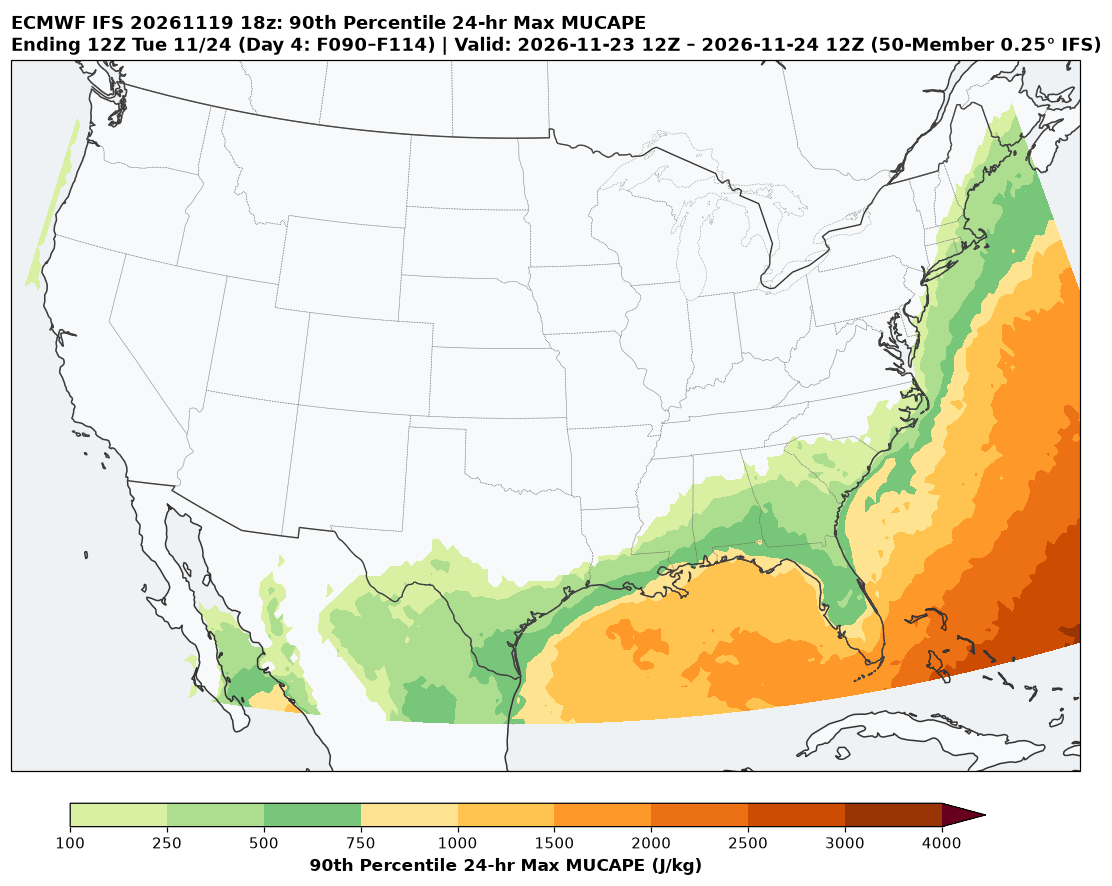 ECMWF IFS 20261119 18z: 90th Percentile 24-hr Max MUCAPE
Ending 12Z Tue 11/24 (Day 4: F090–F114) | Valid: 2026-11-23 12Z – 2026-11-24 12Z (50-Member 0.25° IFS)
100 250 500 750 1000 1500 2000 2500 3000 4000
90th Percentile 24-hr Max MUCAPE (J/kg)